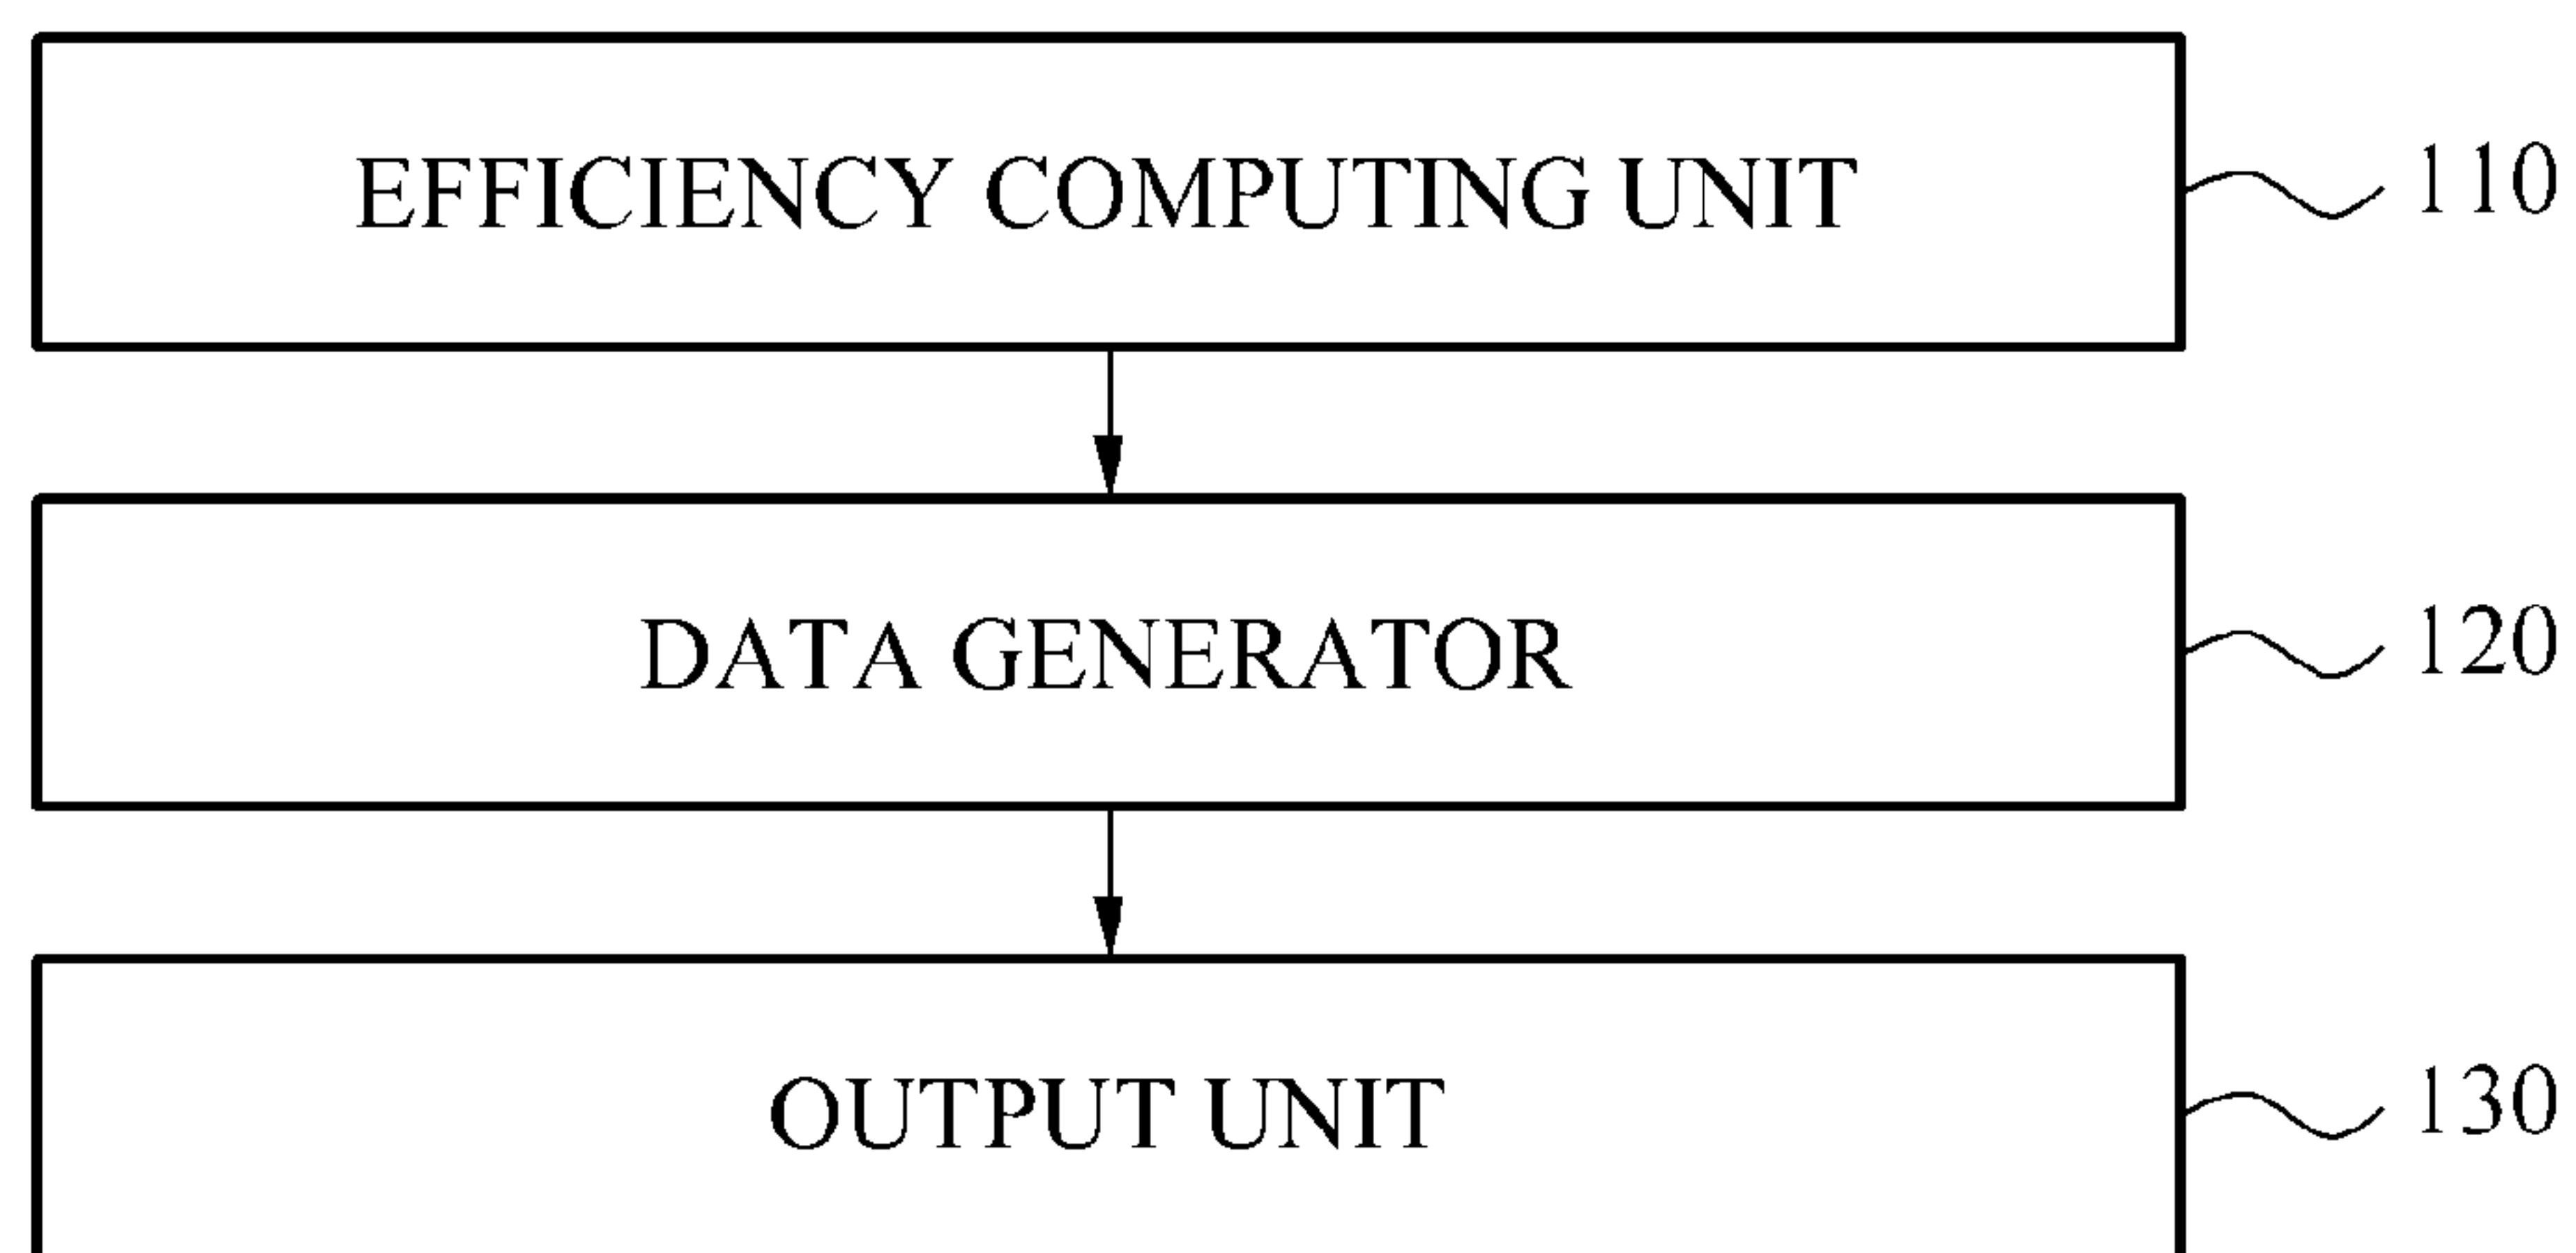 EFFICIENCY COMPUTING UNIT
110
DATA GENERATOR
120
OUTPUT UNIT
130